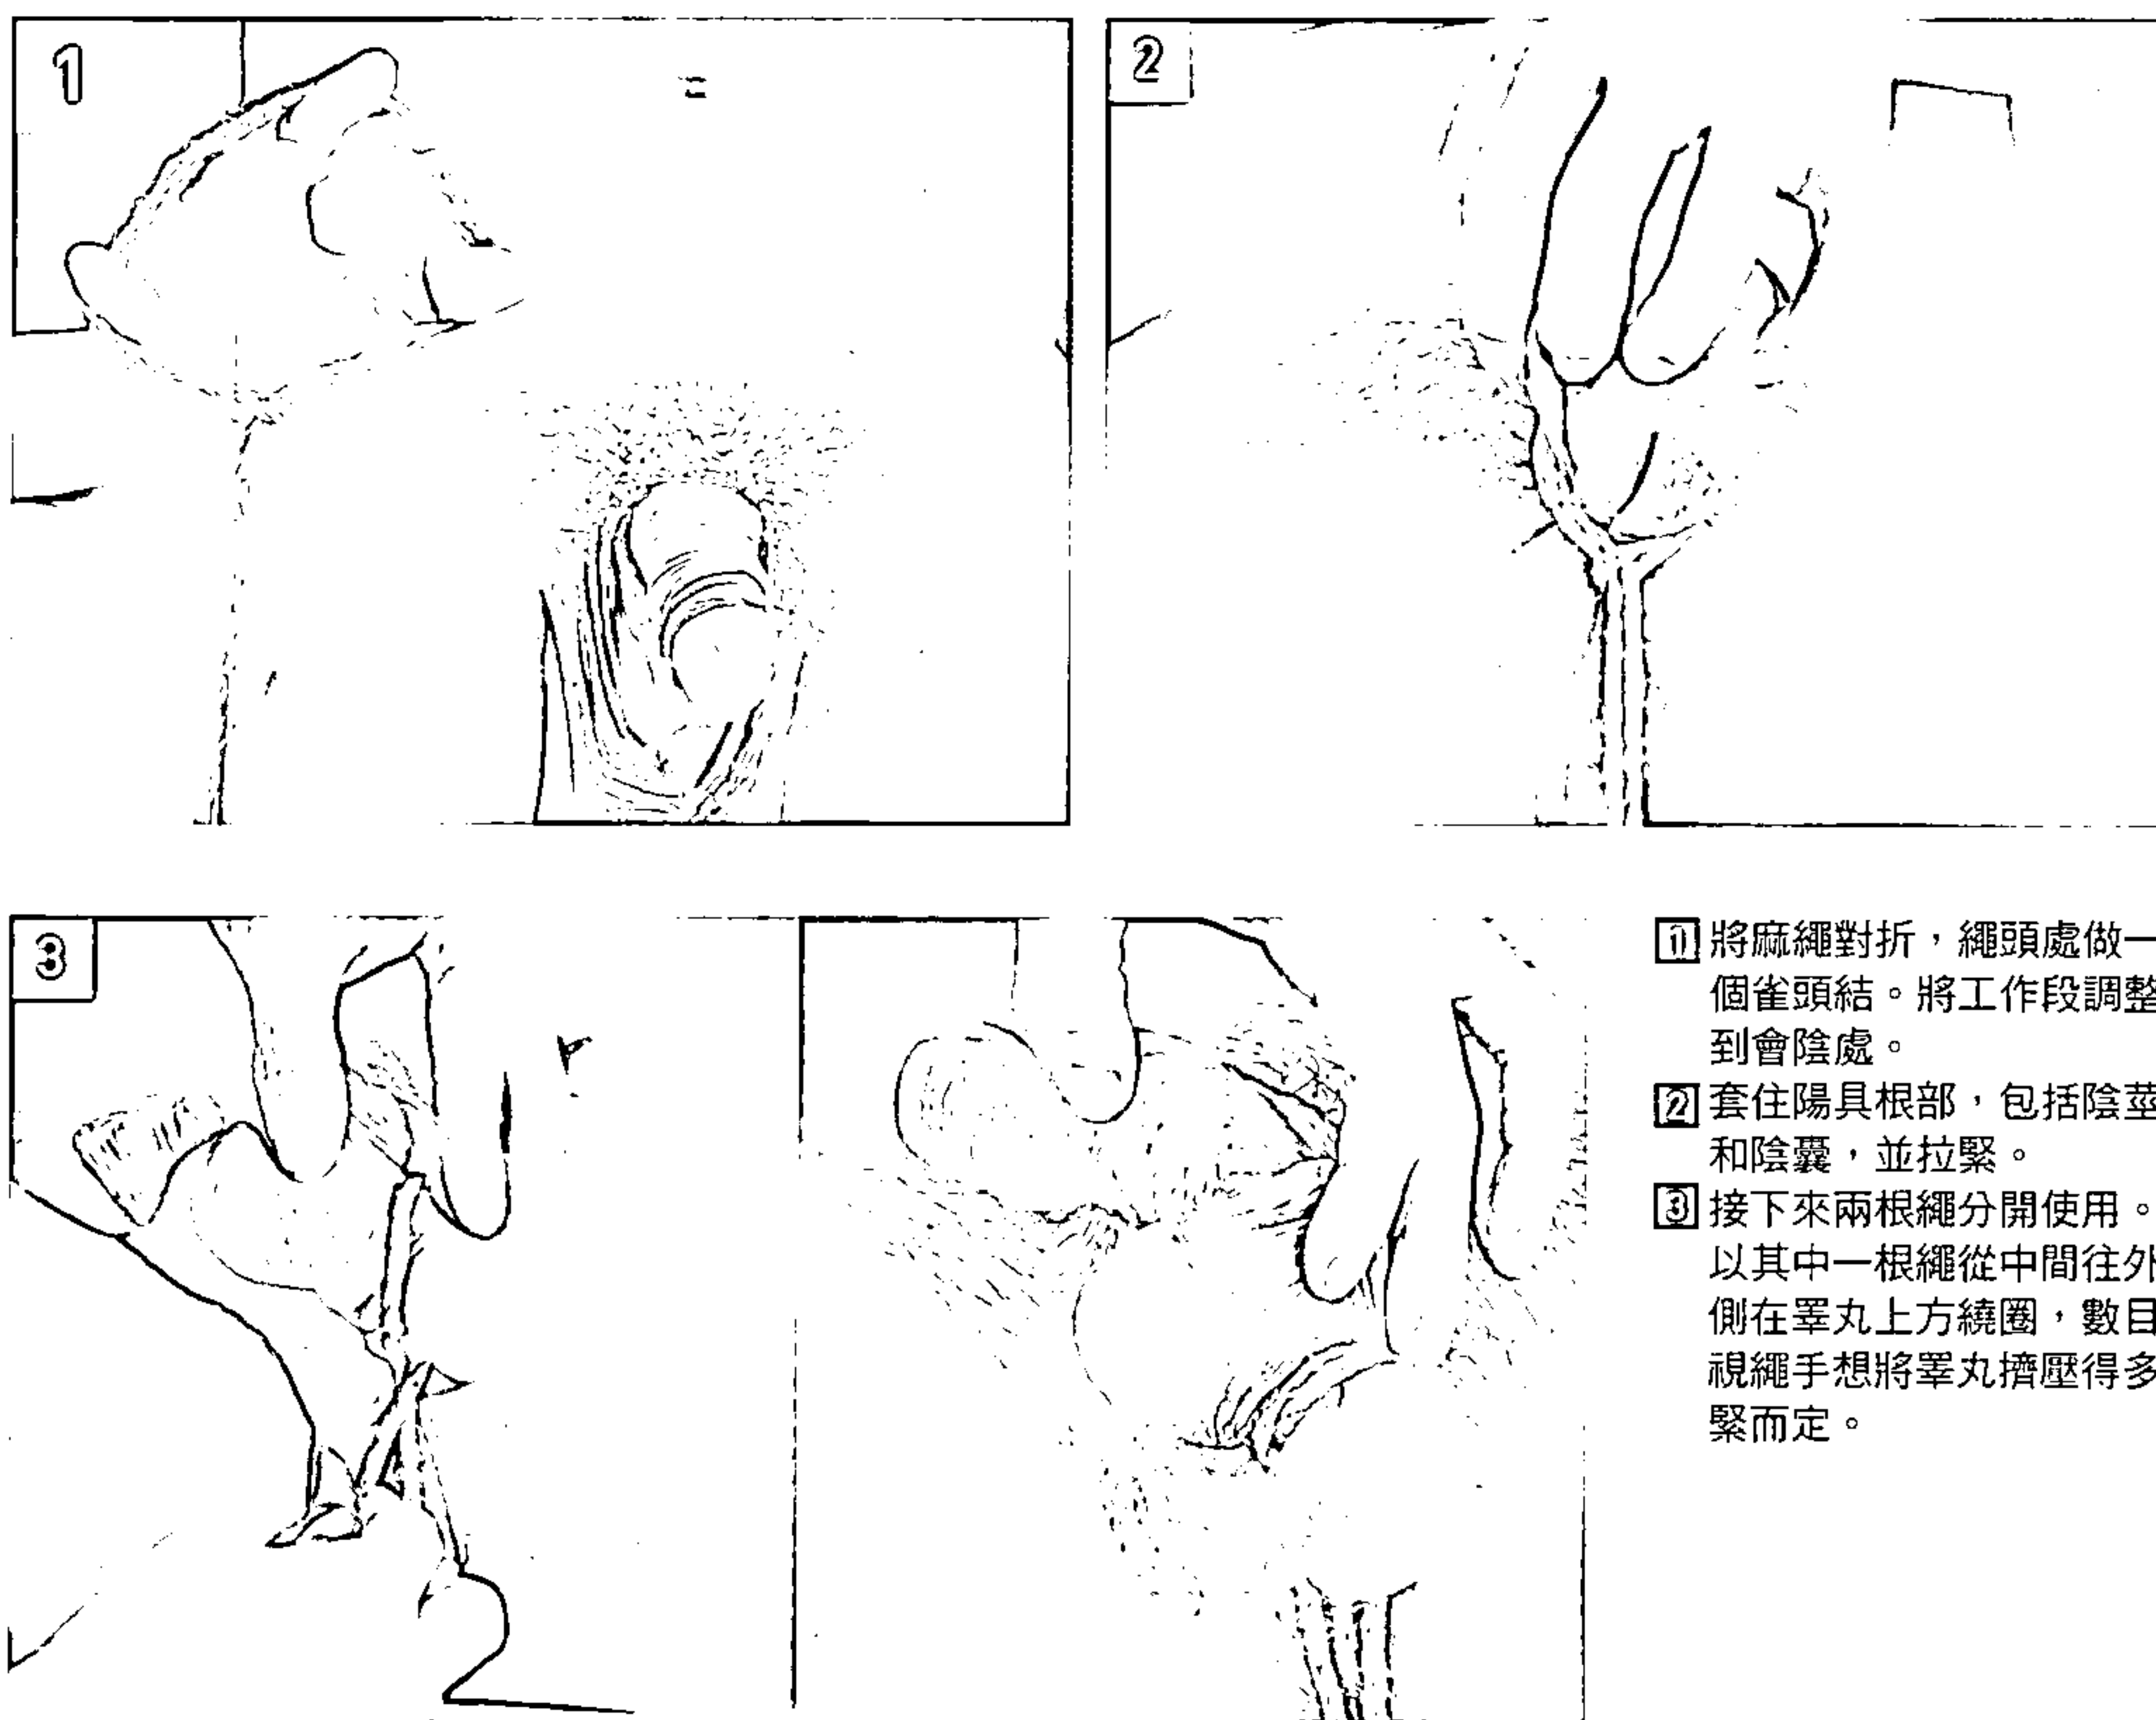 1
2
3
1 將麻繩對折，繩頭處做一
個雀頭結。將工作段調整
到會陰處。
2 套住陽具根部，包括陰莖
和陰囊，並拉緊。
3 接下來兩根繩分開使用。
以其中一根繩從中間往外
側在睪丸上方繞圈，數目
視繩手想將睪丸擠壓得多
緊而定。